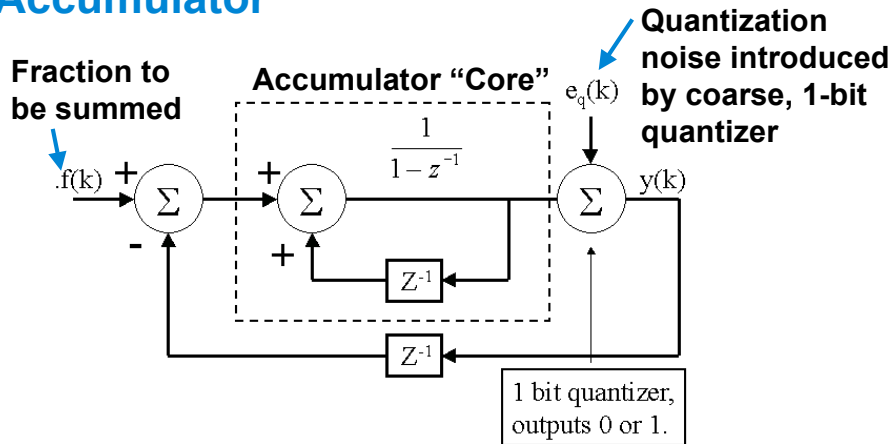 Accumulator
Quantization
noise introduced
by coarse, 1-bit
quantizer
Fraction to
be summed
Accumulator “Core”
e_q(k)
1
1 − z^{-1}
.f(k)
+
-
Σ
+
+
Σ
Σ
y(k)
Z^{-1}
Z^{-1}
1 bit quantizer,
outputs 0 or 1.